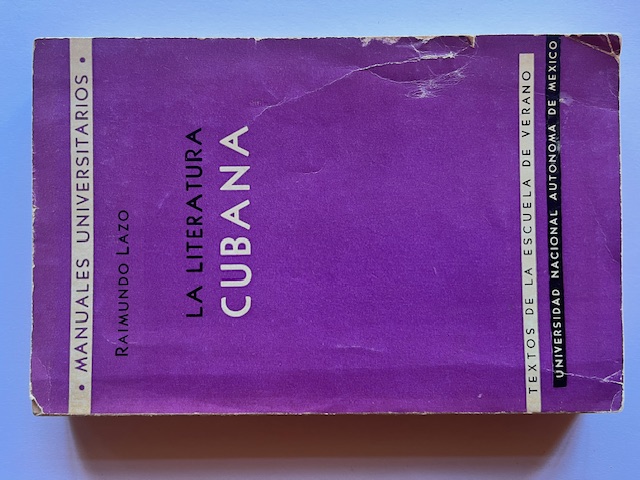 • MANUALES UNIVERSITARIOS •
RAIMUNDO LAZO
LA LITERATURA
CUBANA
TEXTOS DE LA ESCUELA DE VERANO
UNIVERSIDAD NACIONAL AUTONOMA DE MEXICO